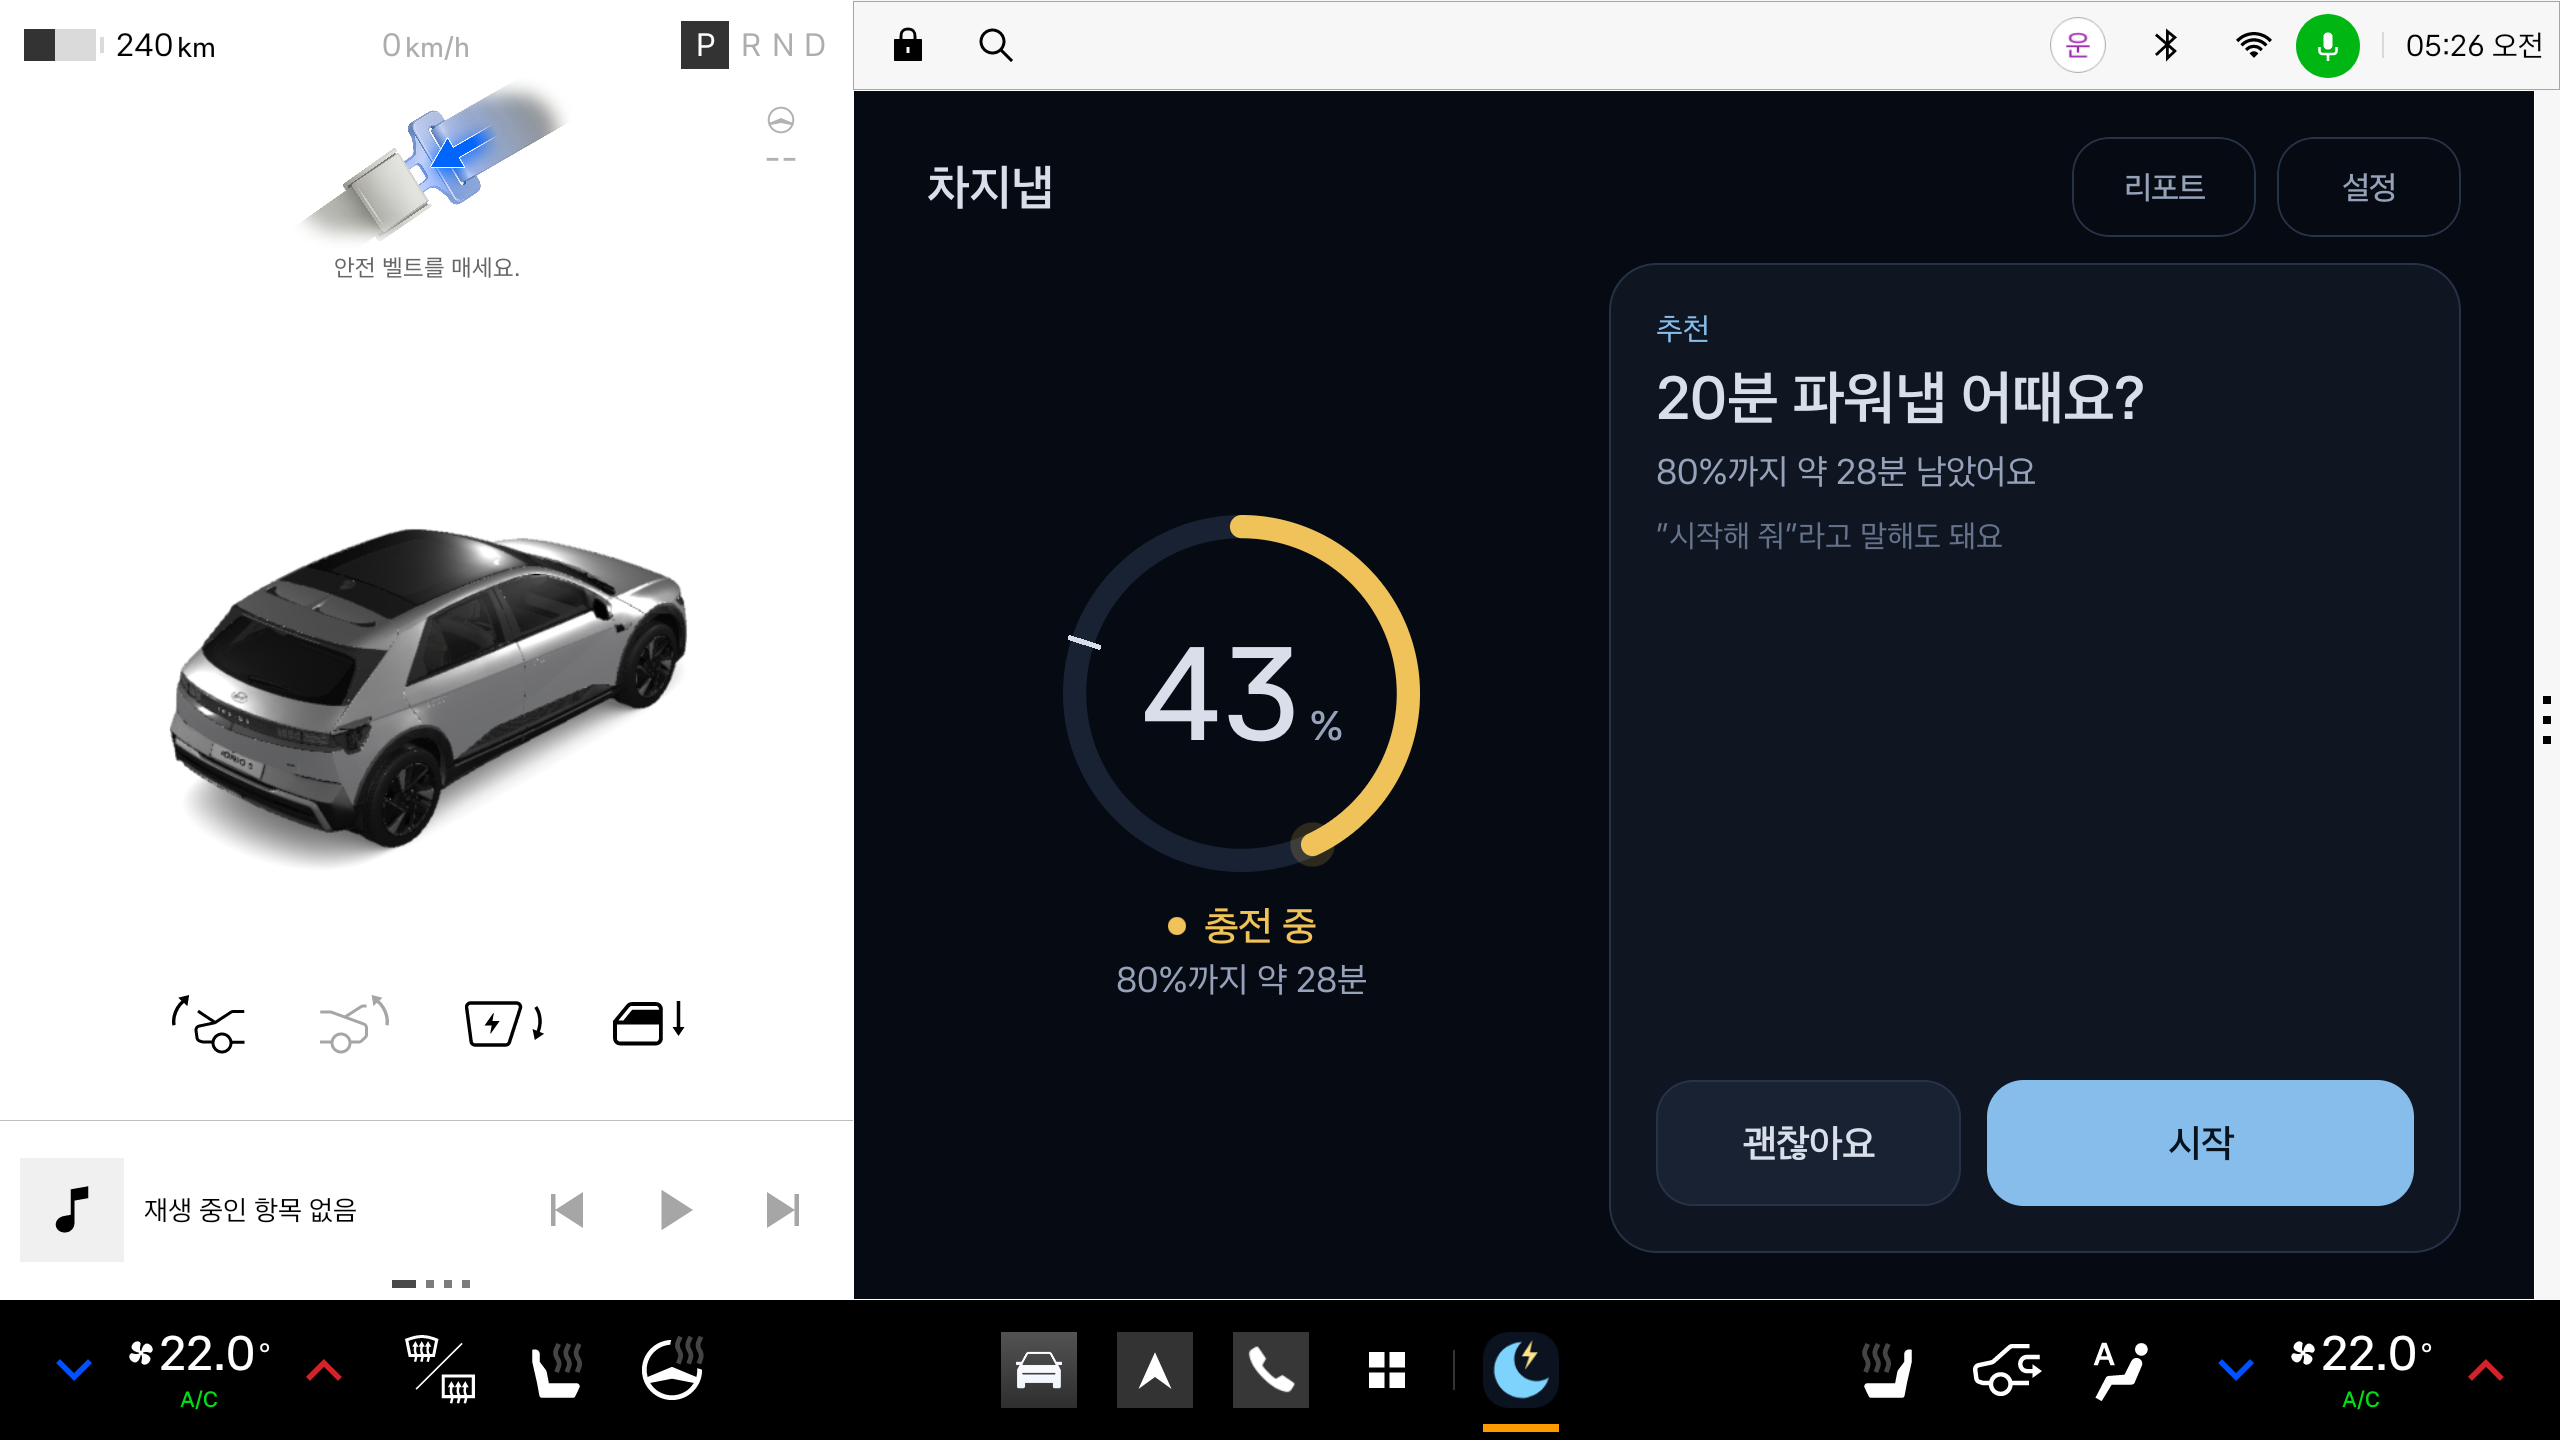 240 km
0 km/h
P R N D
운
05:26 오전
안전 벨트를 매세요.
차지냅
리포트
설정
추천
20분 파워냅 어때요?
80%까지 약 28분 남았어요
"시작해 줘"라고 말해도 돼요
43 %
충전 중
80%까지 약 28분
괜찮아요
시작
재생 중인 항목 없음
22.0°
A/C
A
22.0°
A/C